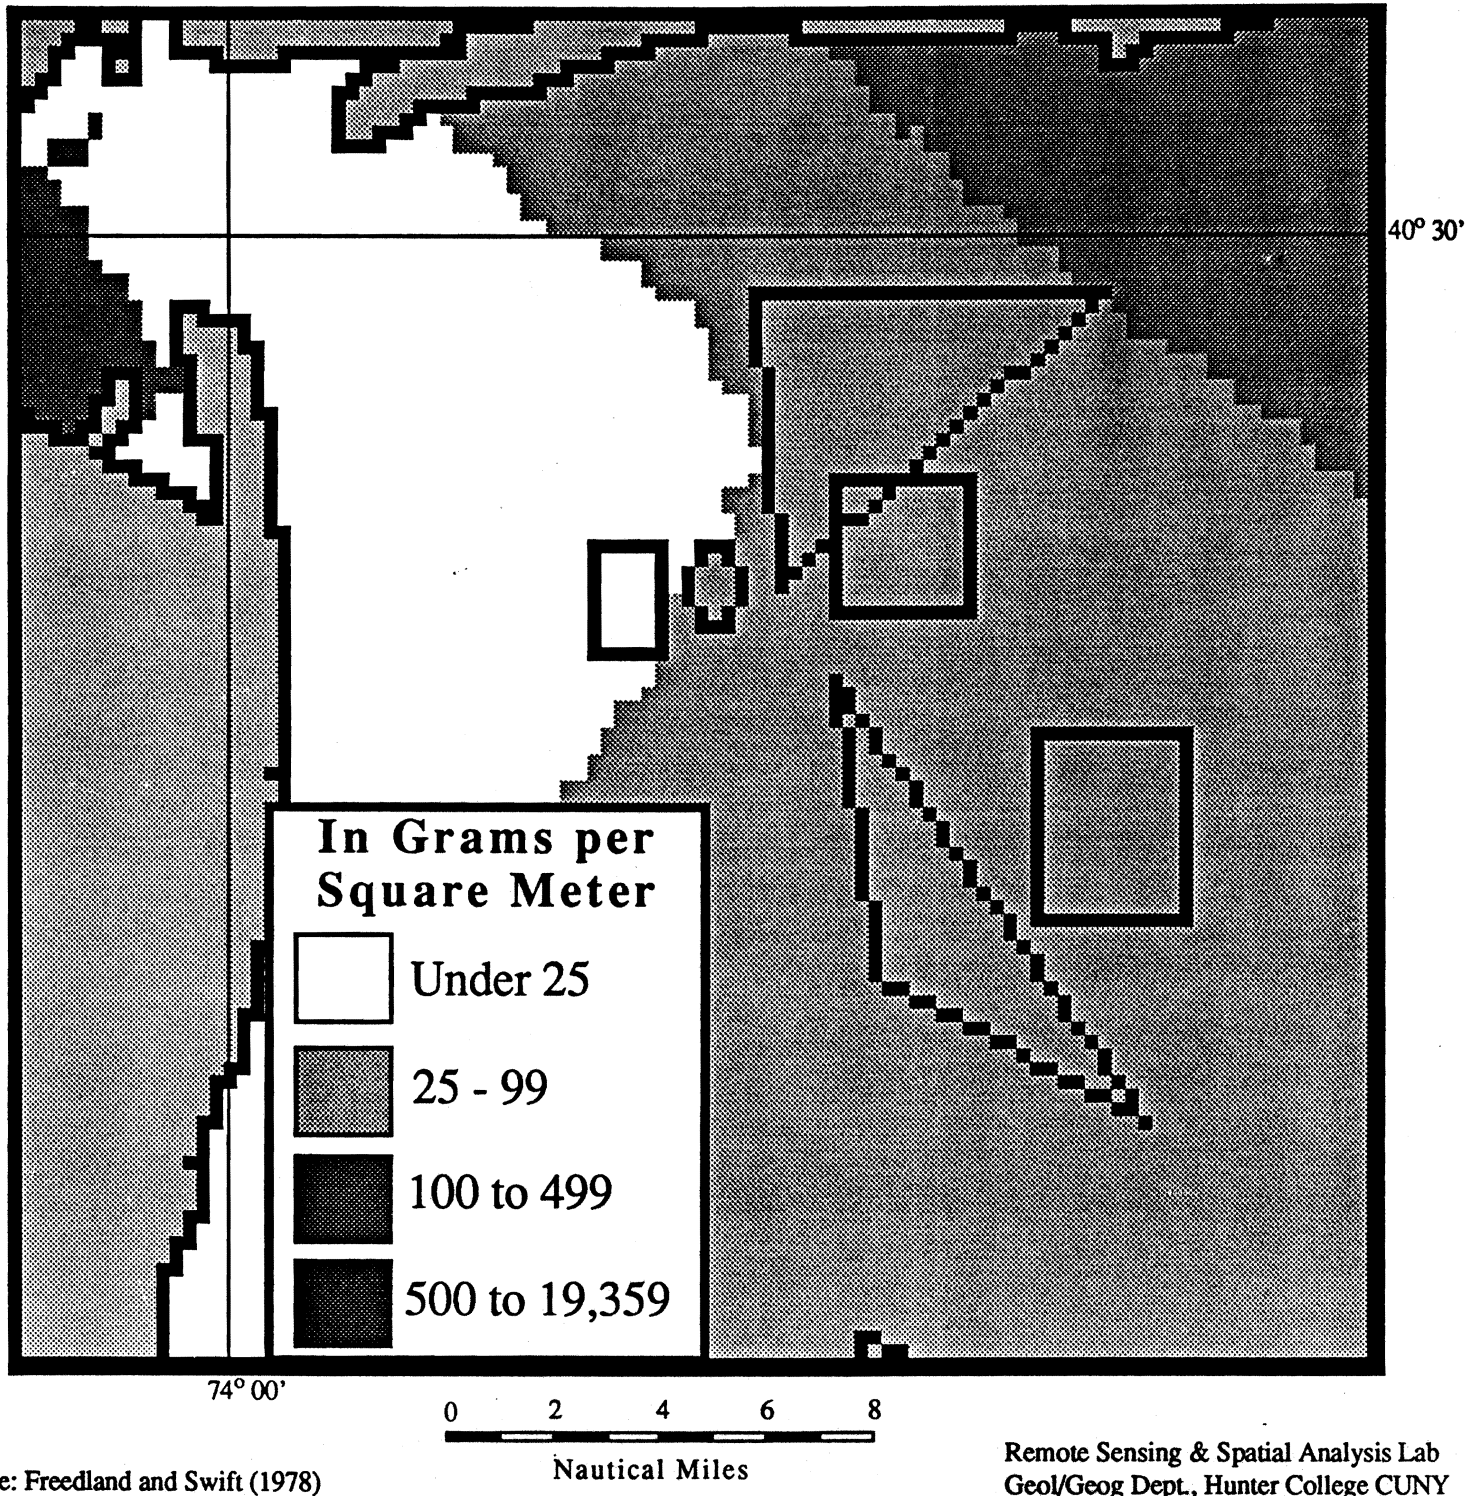 40° 30'
In Grams per
Square Meter
Under 25
25 - 99
100 to 499
500 to 19,359
74° 00'
0 2 4 6 8
Nautical Miles
e: Freedland and Swift (1978)
Remote Sensing & Spatial Analysis Lab
Geol/Geog Dept., Hunter College CUNY